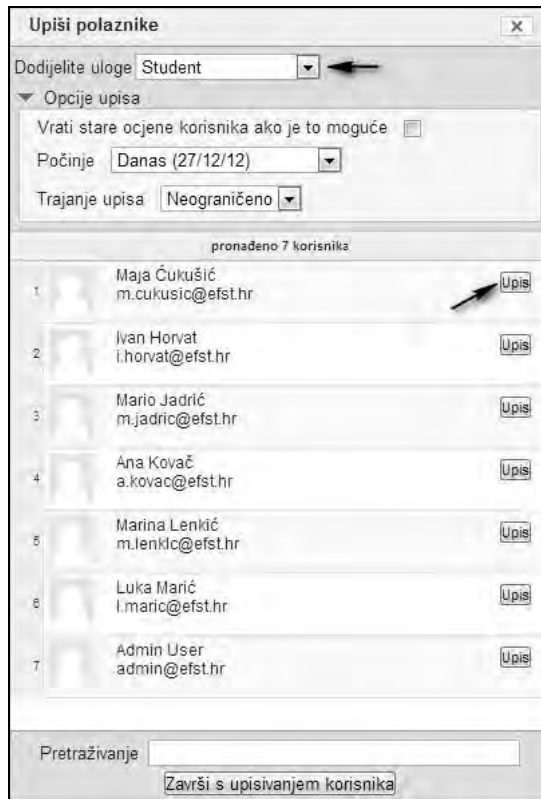 Upiši polaznike
Dodijelite uloge Student
Opcije upisa
Vrati stare ocjene korisnika ako je to moguće
Počinje Danas (27/12/12)
Trajanje upisa Neograničeno
pronađeno 7 korisnika
1 Maja Ćukušić
m.cukusic@efst.hr Upis
2 Ivan Horvat
i.horvat@efst.hr Upis
3 Mario Jadrić
m.jadric@efst.hr Upis
4 Ana Kovač
a.kovac@efst.hr Upis
5 Marina Lenkić
m.lenkic@efst.hr Upis
6 Luka Marić
l.maric@efst.hr Upis
7 Admin User
admin@efst.hr Upis
Pretraživanje
Završi s upisivanjem korisnika